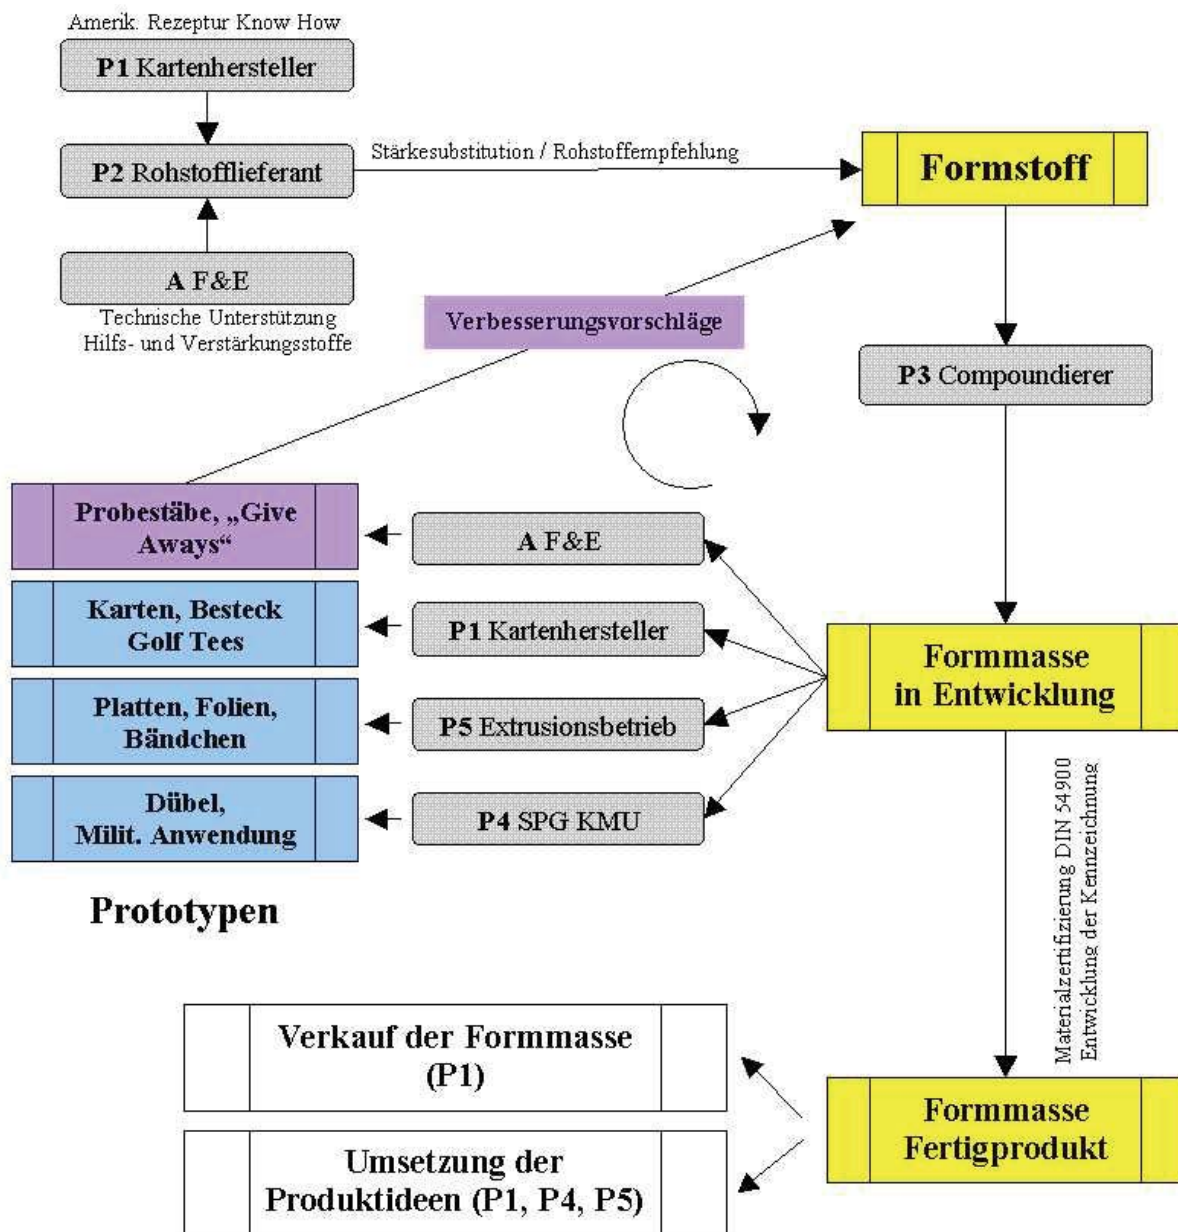 Amerik. Rezeptur Know How
P1 Kartenhersteller
P2 Rohstofflieferant
Stärkesubstitution / Rohstoffempfehlung
Formstoff
A F&E
Technische Unterstützung
Hilfs- und Verstärkungsstoffe
Verbesserungsvorschläge
P3 Compoundierer
Probestäbe, „Give
Aways“
A F&E
Karten, Besteck
Golf Tees
P1 Kartenhersteller
Formmasse
in Entwicklung
Platten, Folien,
Bändchen
P5 Extrusionsbetrieb
Dübel,
Milit. Anwendung
P4 SPG KMU
Materialzertifizierung DIN 54900
Entwicklung der Kennzeichnung
Prototypen
Verkauf der Formmasse
(P1)
Formmasse
Fertigprodukt
Umsetzung der
Produktideen (P1, P4, P5)